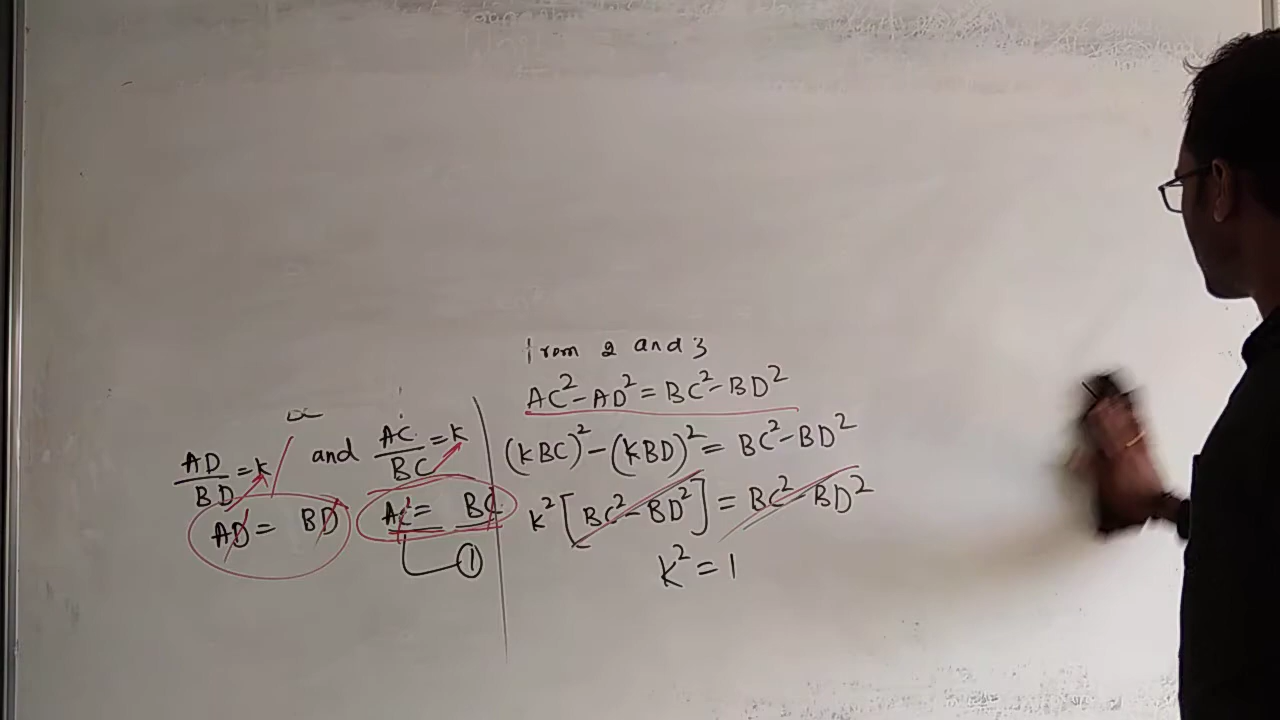 AD/BD = K and AC/BC = K
AD = BD AC = BC
①
from 2 and 3
AC² - AD² = BC² - BD²
(KBC)² - (KBD)² = BC² - BD²
K² [BC² - BD²] = BC² - BD²
K² = 1